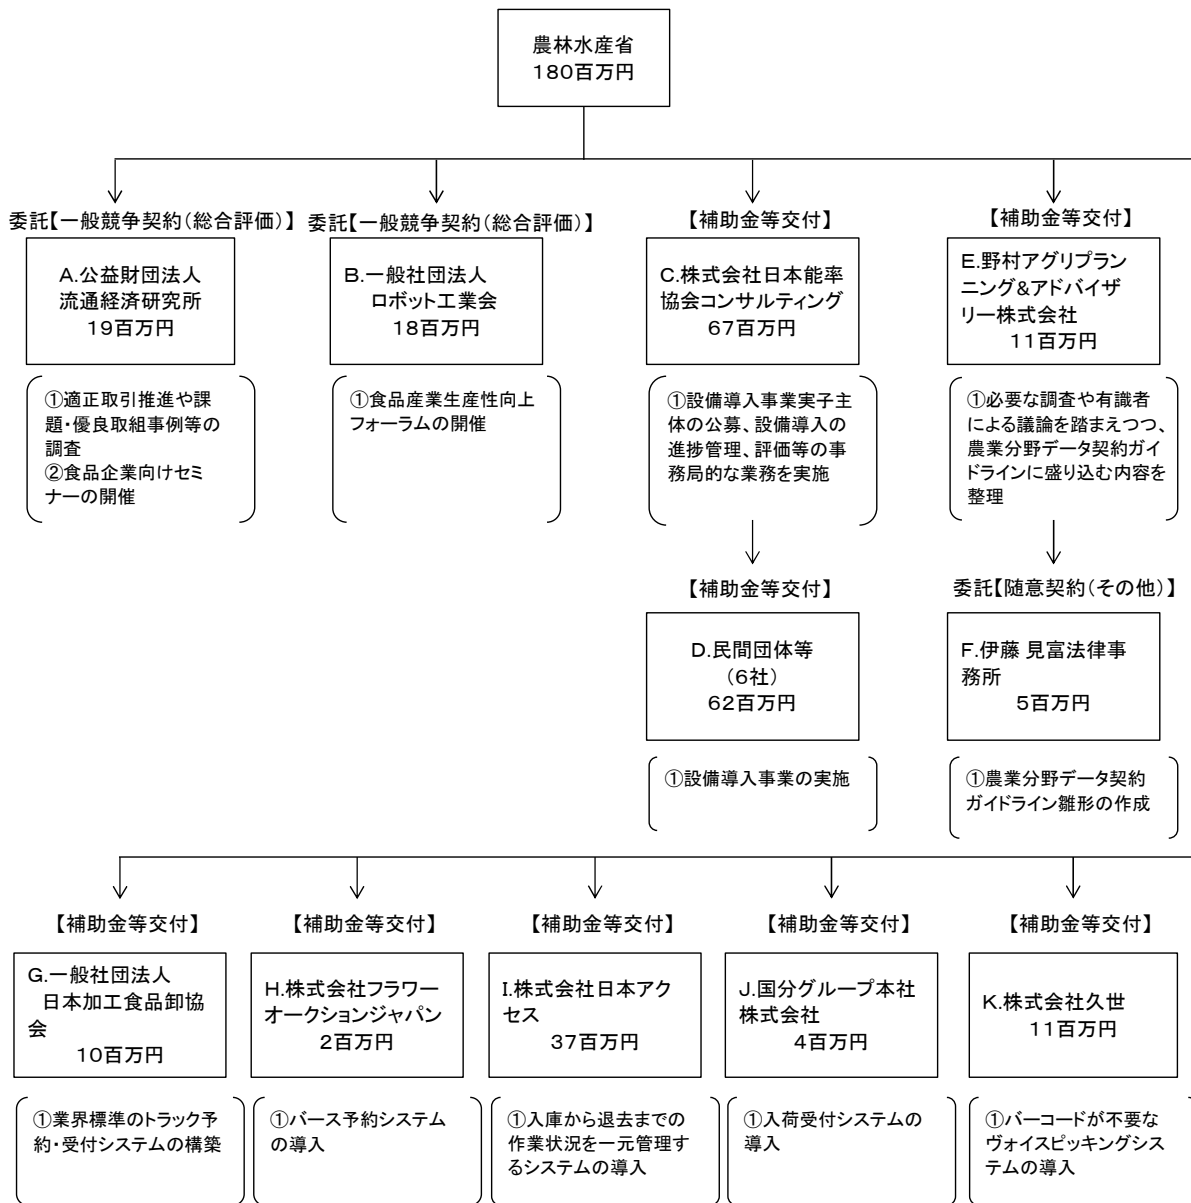 農林水産省
180百万円
委託【一般競争契約(総合評価)】
A.公益財団法人
流通経済研究所
19百万円
①適正取引推進や課
題・優良取組事例等の
調査
②食品企業向けセミ
ナーの開催
委託【一般競争契約(総合評価)】
B.一般社団法人
ロボット工業会
18百万円
①食品産業生産性向上
フォーラムの開催
【補助金等交付】
C.株式会社日本能率
協会コンサルティング
67百万円
①設備導入事業実子主
体の公募、設備導入の
進捗管理、評価等の事
務局的な業務を実施
【補助金等交付】
D.民間団体等
(6社)
62百万円
①設備導入事業の実施
【補助金等交付】
E.野村アグリプラン
ニング&アドバイザ
リー株式会社
11百万円
①必要な調査や有識者
による議論を踏まえつつ、
農業分野データ契約ガイ
ドラインに盛り込む内容を
整理
委託【随意契約(その他)】
F.伊藤 見富法律事
務所
5百万円
①農業分野データ契約
ガイドライン雛形の作成
【補助金等交付】
G.一般社団法人
日本加工食品卸協
会
10百万円
①業界標準のトラック予
約・受付システムの構築
【補助金等交付】
H.株式会社フラワー
オークションジャパン
2百万円
①バース予約システム
の導入
【補助金等交付】
I.株式会社日本アク
セス
37百万円
①入庫から退去までの
作業状況を一元管理す
るシステムの導入
【補助金等交付】
J.国分グループ本社
株式会社
4百万円
①入荷受付システムの
導入
【補助金等交付】
K.株式会社久世
11百万円
①バーコードが不要な
ヴォイスピッキングシス
テムの導入